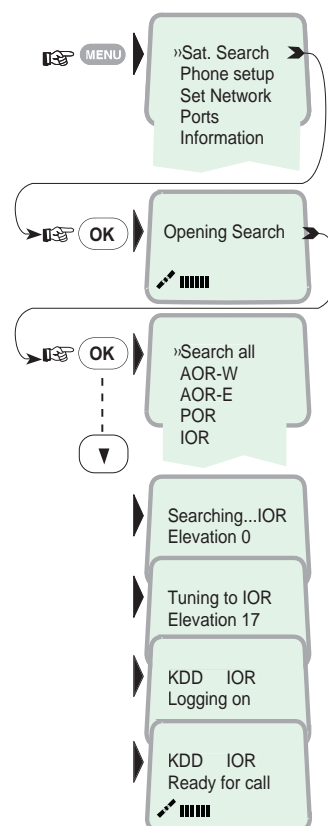 MENU
»Sat. Search
Phone setup
Set Network
Ports
Information
OK
Opening Search
OK
»Search all
AOR-W
AOR-E
POR
IOR
Searching...IOR
Elevation 0
Tuning to IOR
Elevation 17
KDD IOR
Logging on
KDD IOR
Ready for call